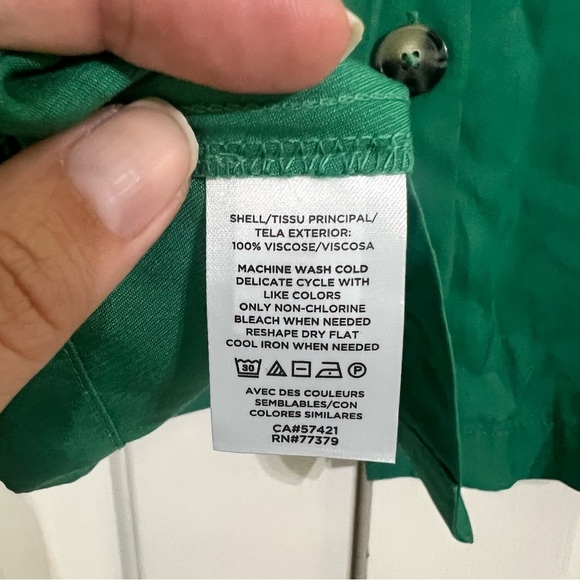 SHELL/TISSU PRINCIPAL/
TELA EXTERIOR:
100% VISCOSE/VISCOSA
MACHINE WASH COLD
DELICATE CYCLE WITH
LIKE COLORS
ONLY NON-CHLORINE
BLEACH WHEN NEEDED
RESHAPE DRY FLAT
COOL IRON WHEN NEEDED
30 P
AVEC DES COULEURS
SEMBLABLES/CON
COLORES SIMILARES
CA#57421
RN#77379